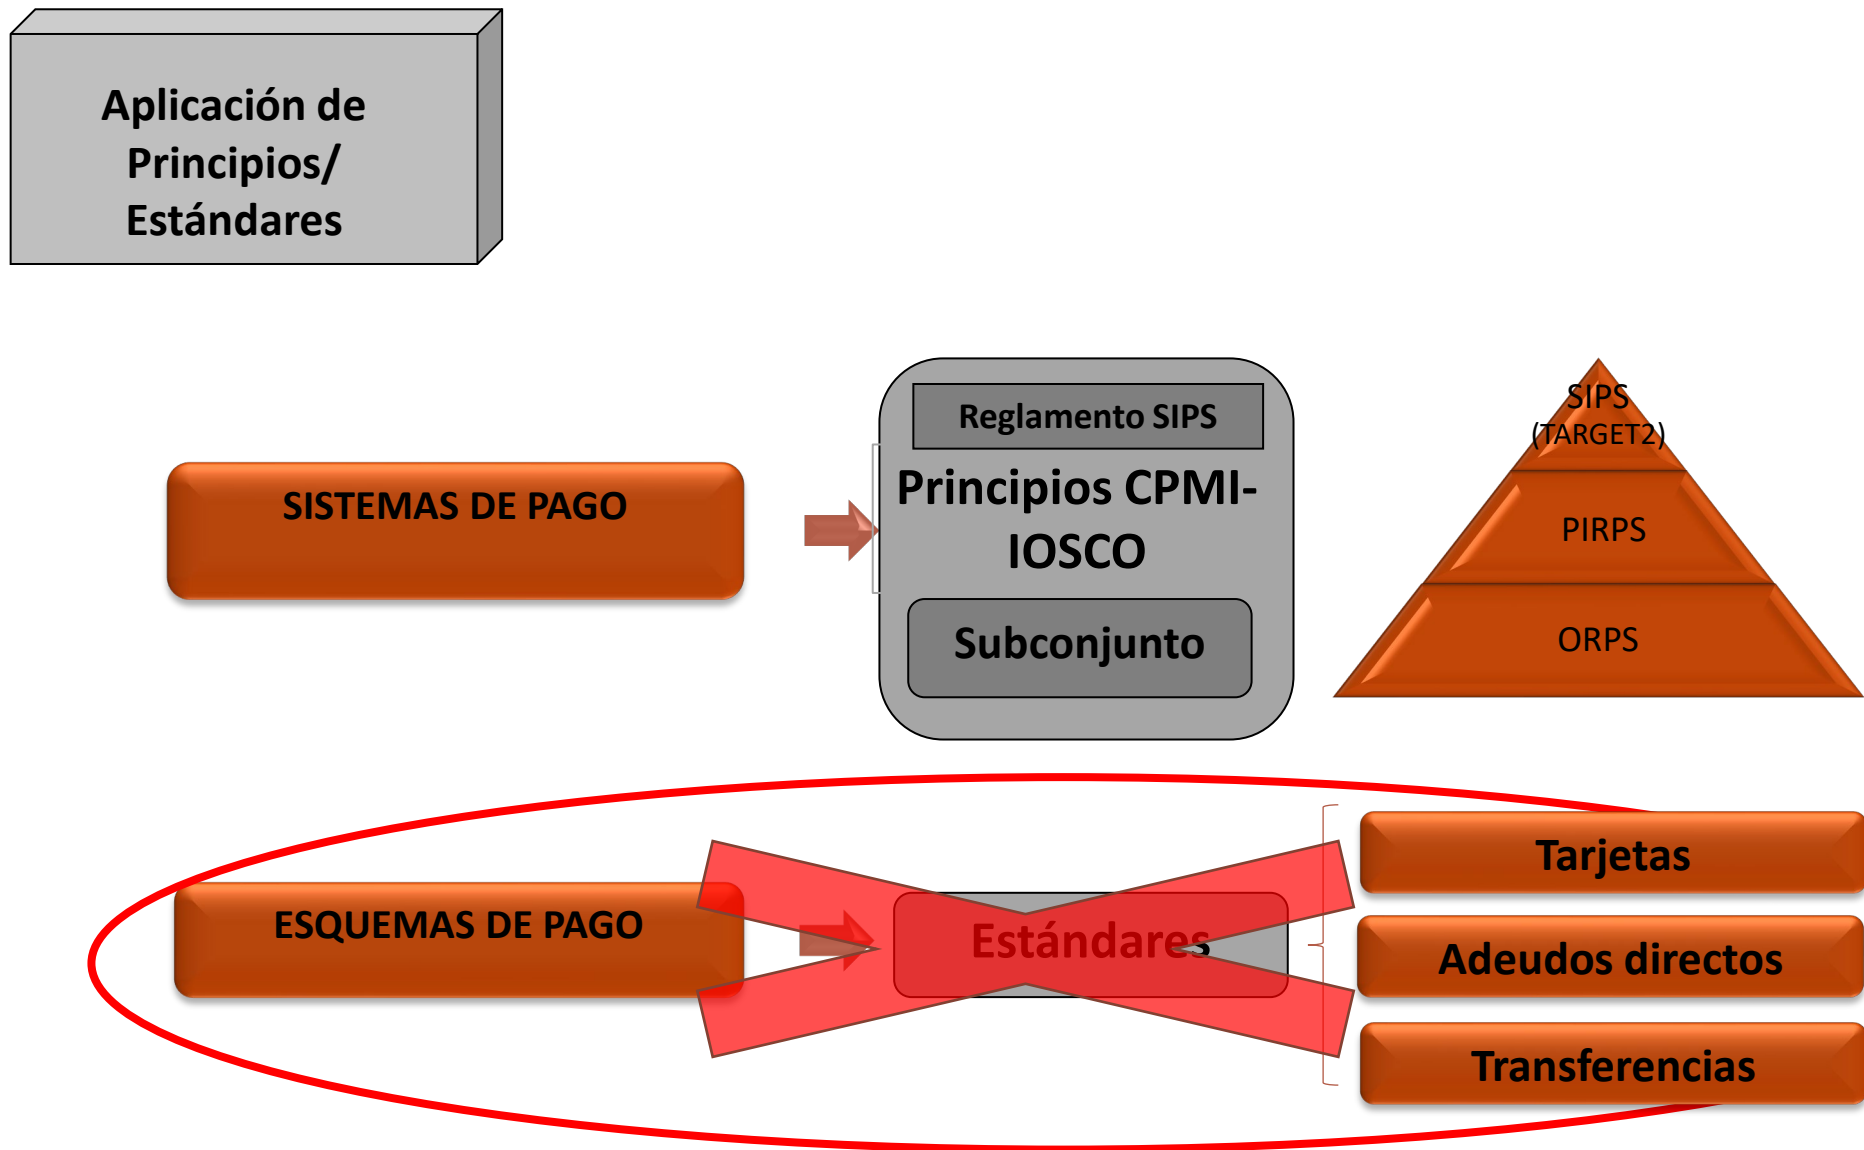 Aplicación de
Principios/
Estándares
SISTEMAS DE PAGO
Reglamento SIPS
Principios CPMI-
IOSCO
Subconjunto
SIPS
(TARGET2)
PIRPS
ORPS
ESQUEMAS DE PAGO
Estándares
Tarjetas
Adeudos directos
Transferencias